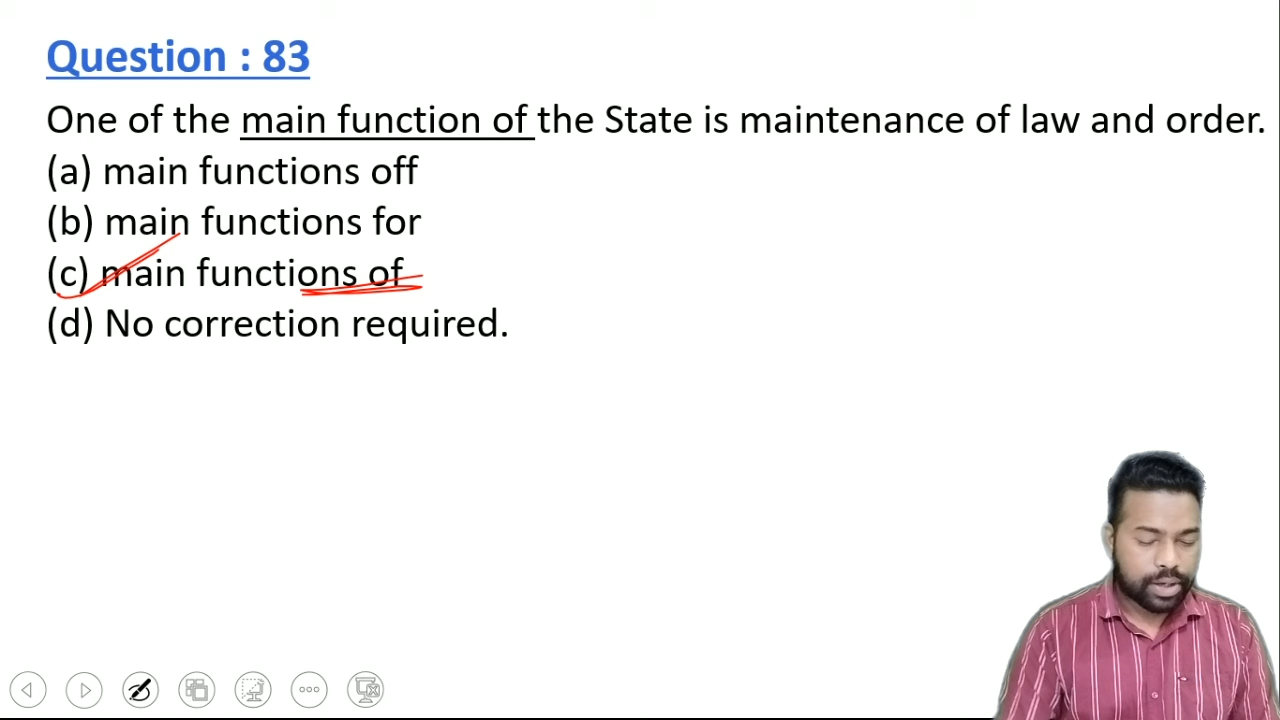 Question : 83
One of the main function of the State is maintenance of law and order.
(a) main functions off
(b) main functions for
(c) main functions of
(d) No correction required.